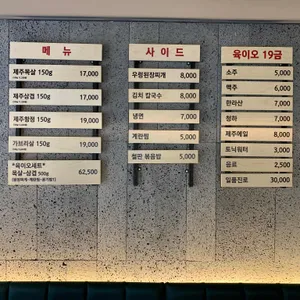 메뉴
제주목살 150g 17,000
제주삼겹 150g 17,000
제주항정 150g 19,000
가브리살 150g 19,000
*육이오세트*
목살+삼겹 500g 62,500
사이드
우렁된장찌개 8,000
김치 칼국수 8,000
냉면 7,000
계란찜 5,000
철판 볶음밥 5,000
육이오 19금
소주 5,000
맥주 6,000
한라산 7,000
청하 7,000
제주에일 8,000
토닉워터 3,000
음료 2,500
일품진로 30,000